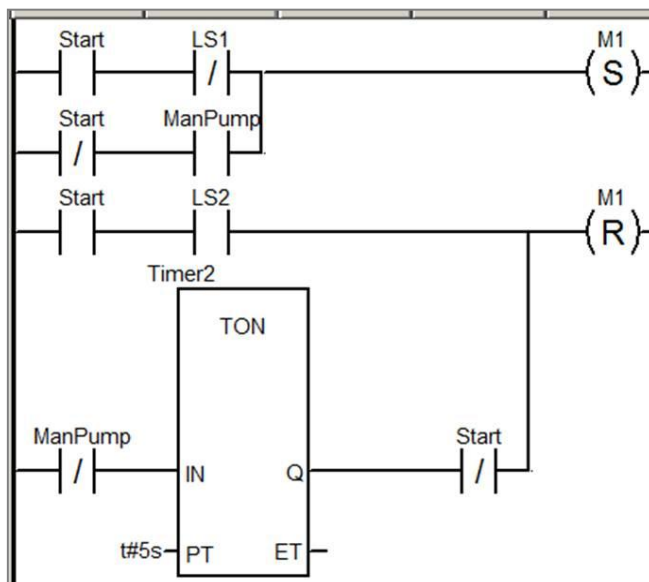 Start LS1 M1
/ S
Start ManPump
/
Start LS2 M1
R
Timer2
TON
ManPump Start
/ IN Q /
t#5s PT ET